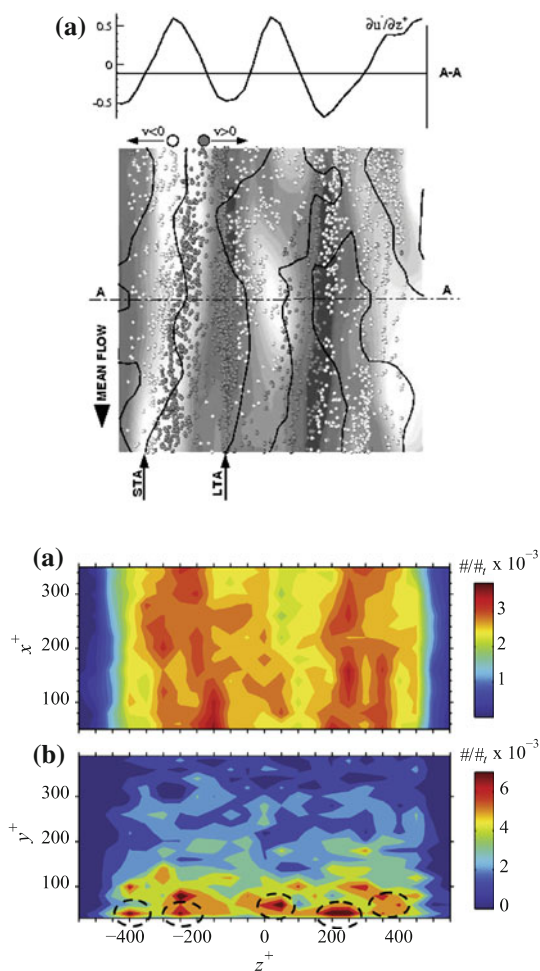 (a)
∂u'/∂z⁺
0.5
0
-0.5
A-A
v<0
v>0
A
A
MEAN FLOW
STA
LTA
(a)
#/#t × 10⁻³
300
200
100
x⁺
3
2
1
0
(b)
#/#t × 10⁻³
300
200
100
y⁺
6
4
2
0
−400
−200
0
200
400
z⁺